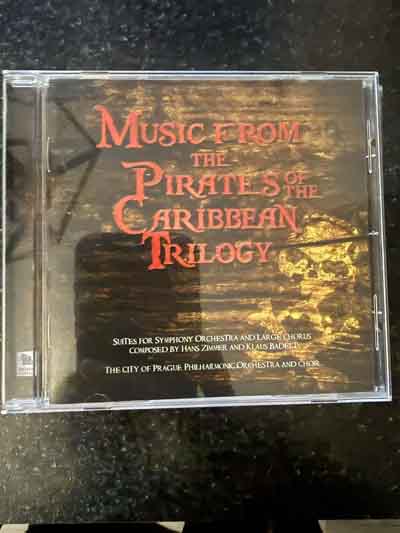 MUSIC FROM
THE
PIRATES OF THE
CARIBBEAN
TRILOGY
SUITES FOR SYMPHONY ORCHESTRA AND LARGE CHORUS
COMPOSED BY HANS ZIMMER AND KLAUS BADELT
THE CITY OF PRAGUE PHILHARMONIC ORCHESTRA AND CHOIR